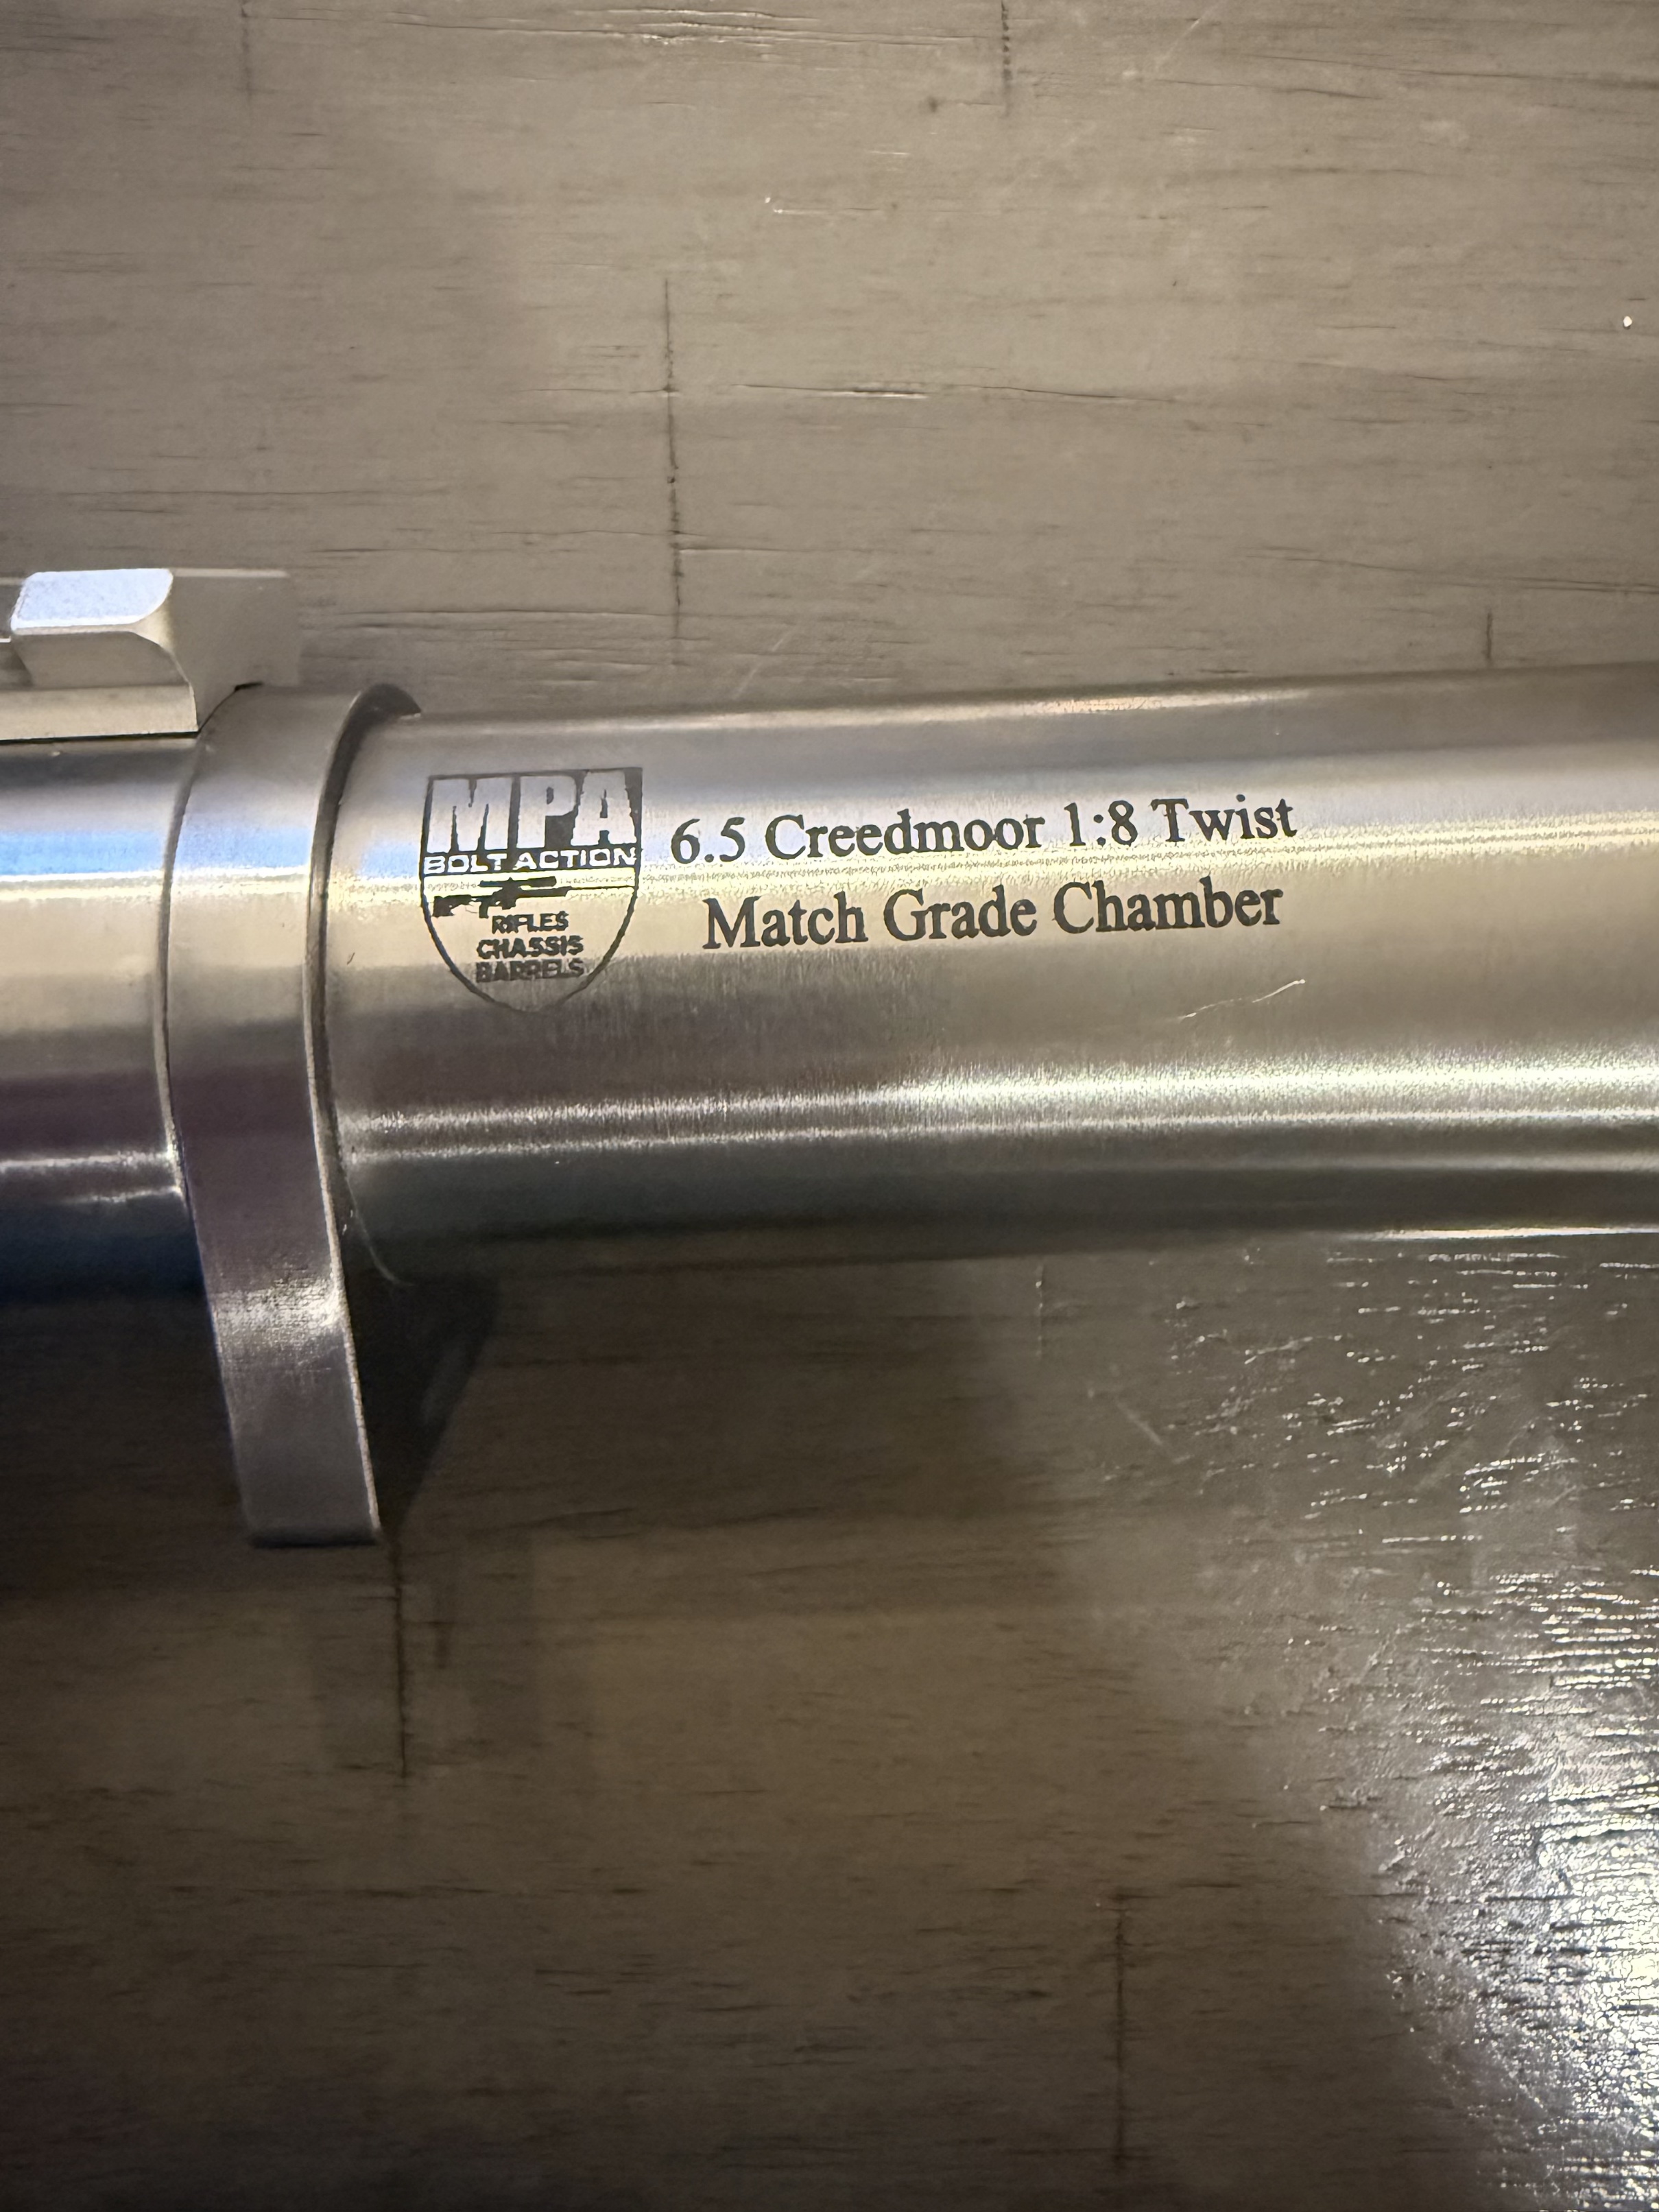 MPA
BOLT ACTION
RIFLES
CHASSIS
BARRELS
6.5 Creedmoor 1:8 Twist
Match Grade Chamber